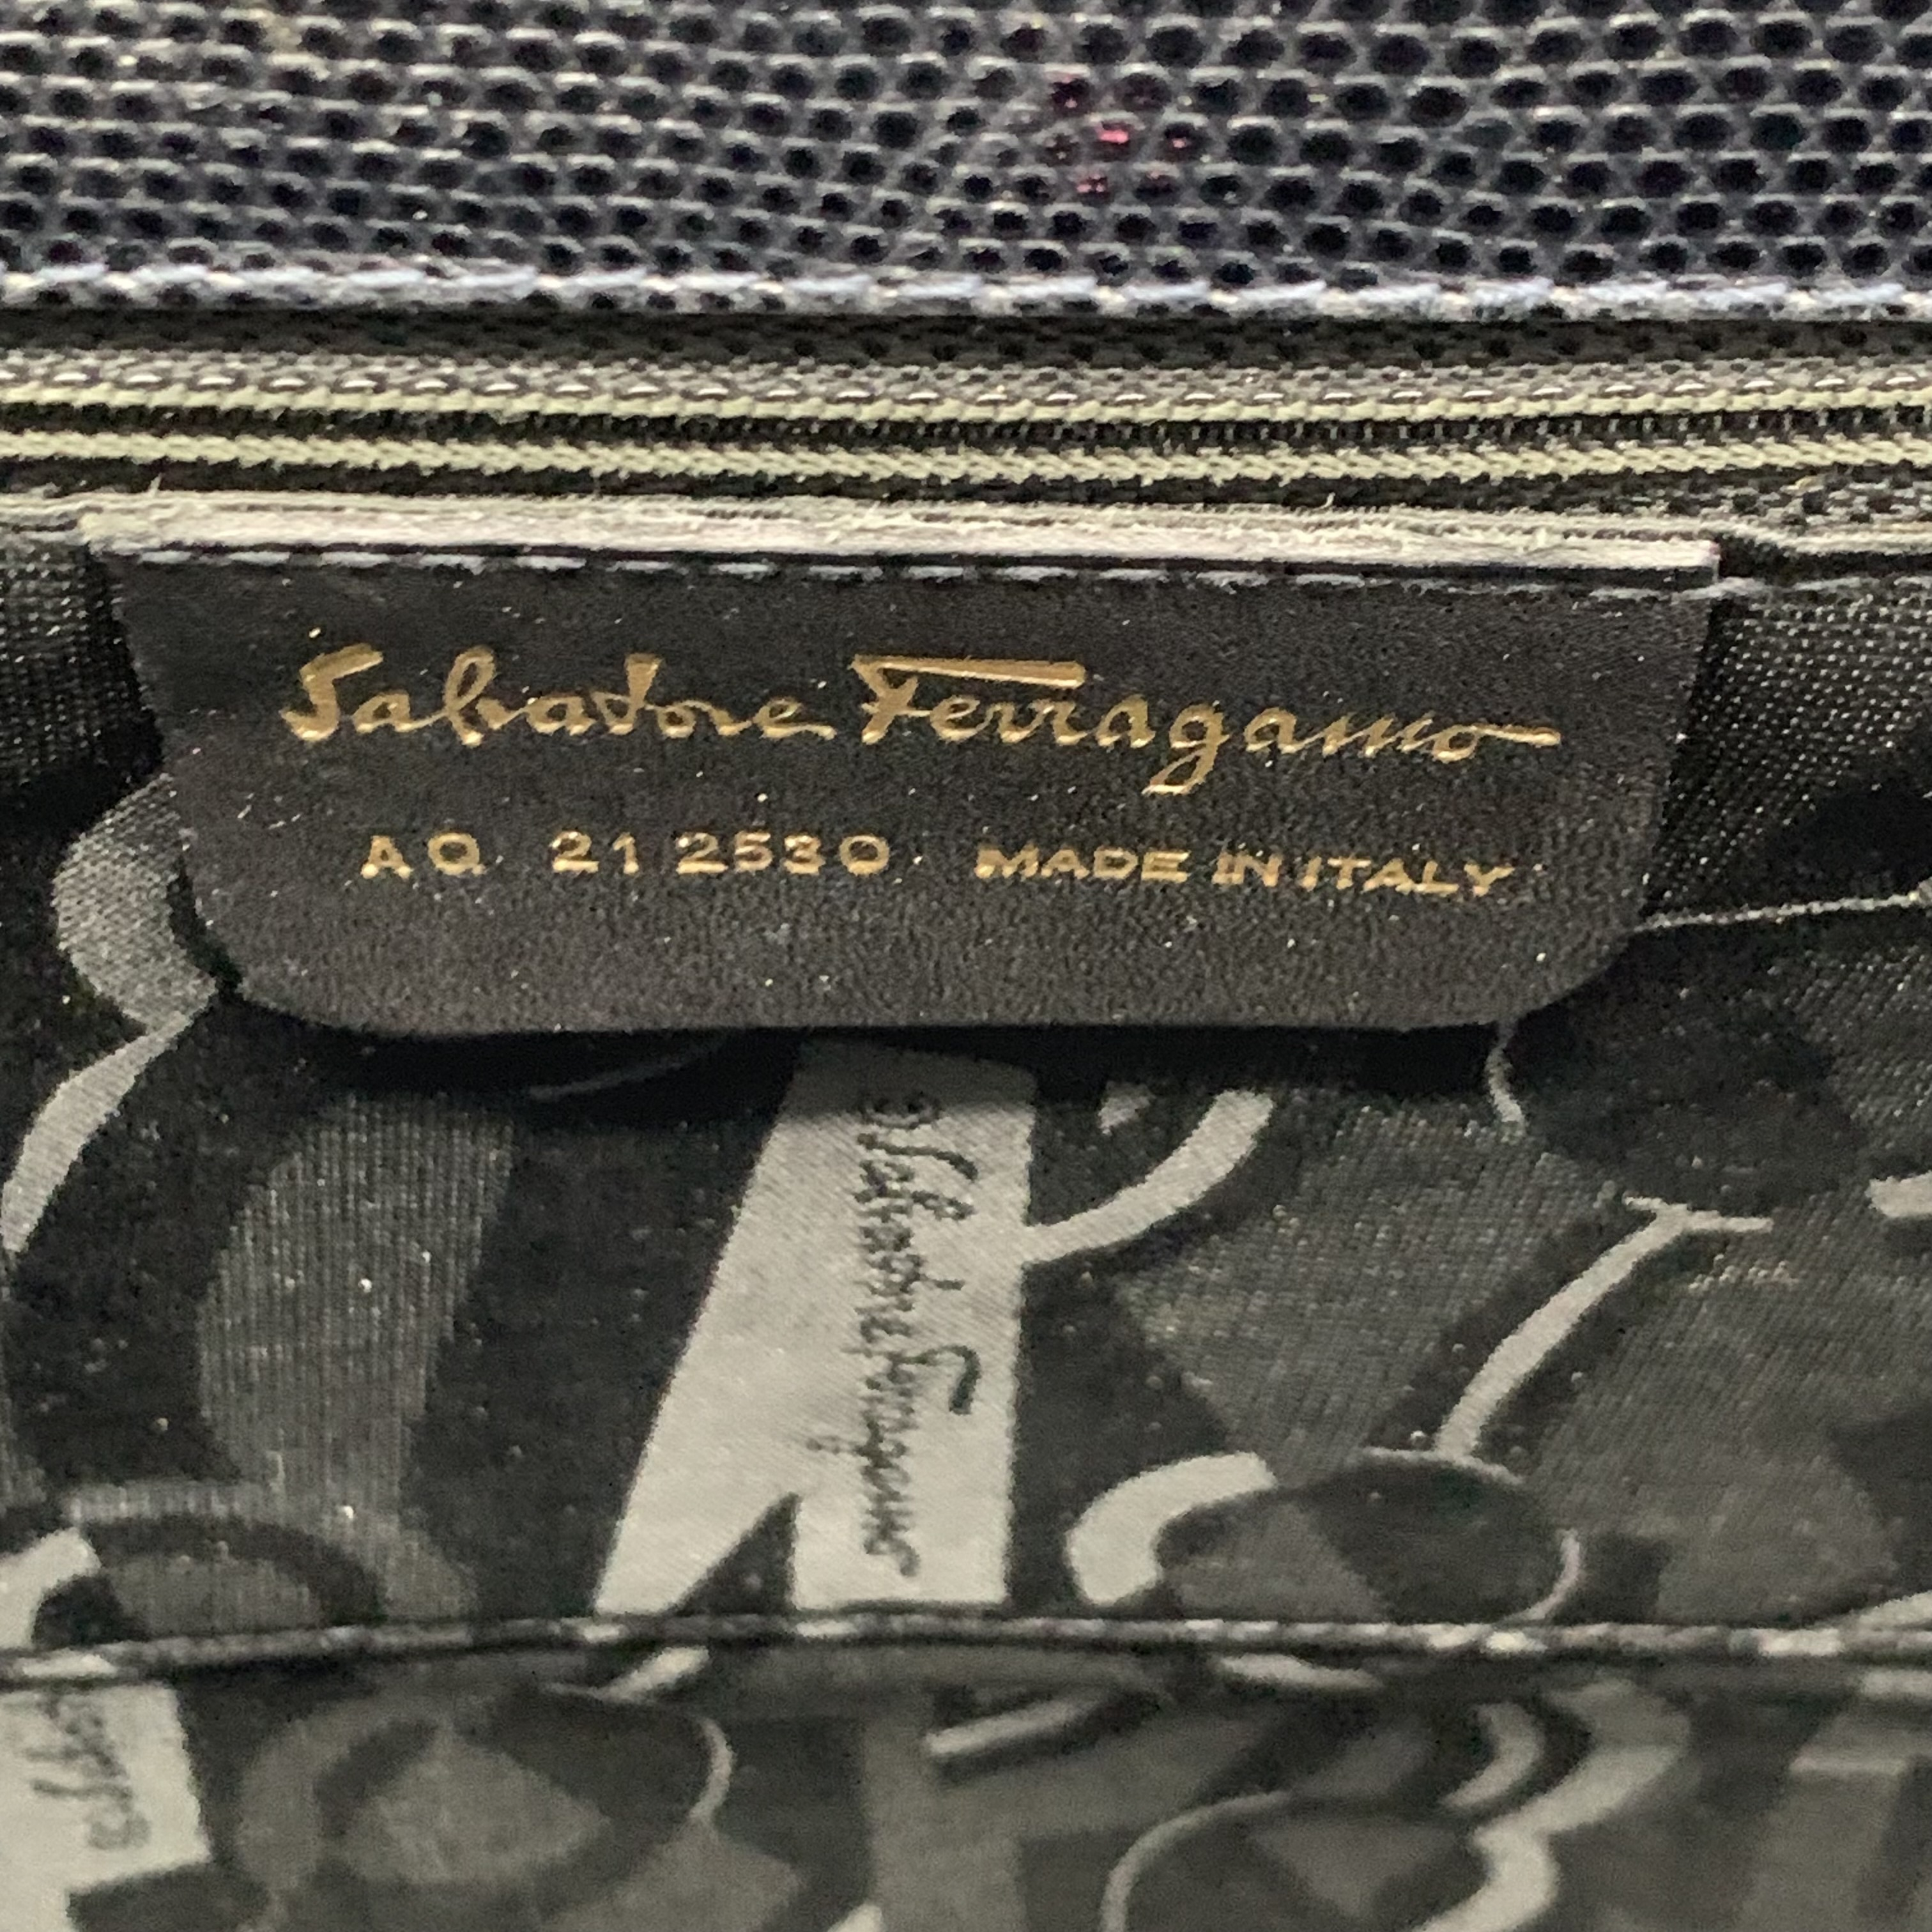 Salvatore Ferragamo
AQ 21 2530 MADE IN ITALY
Salvatore Ferragamo